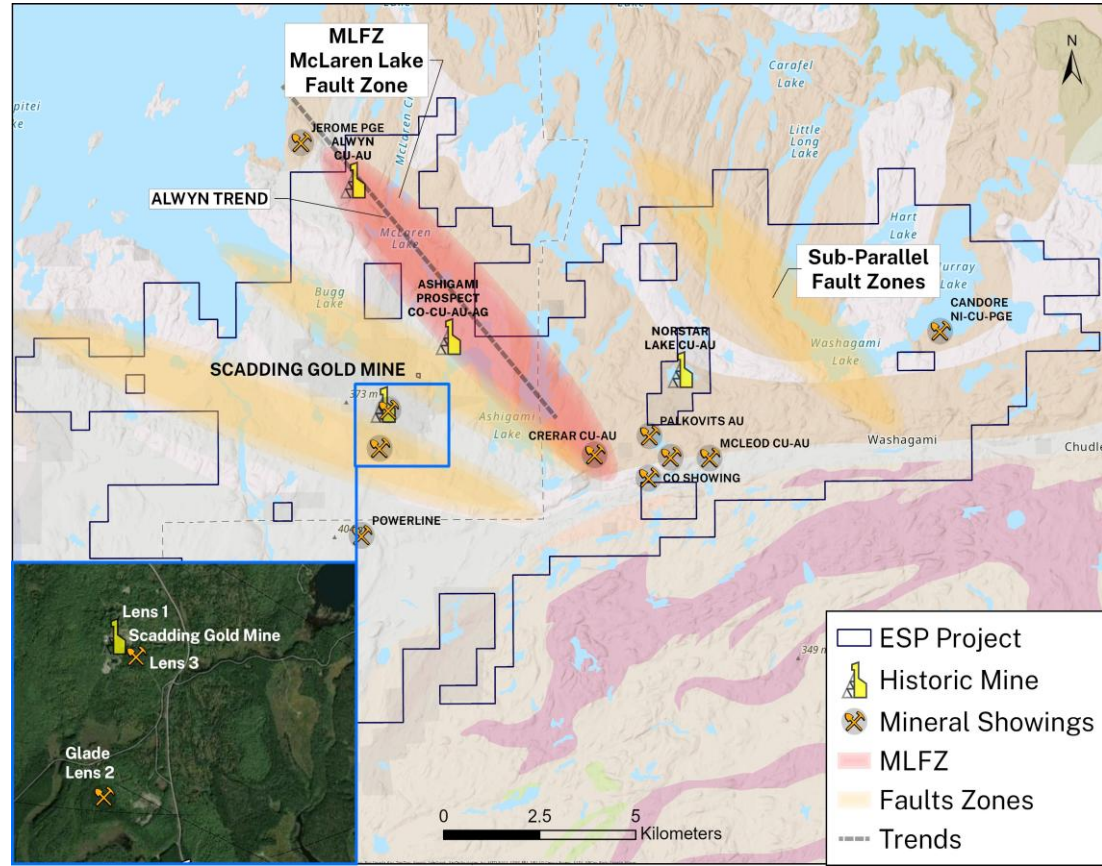 MLFZ
McLaren Lake
Fault Zone
N
Carafel
Lake
McLaren
JEROME PGE
ALWYN
CU-AU
Little
Long
Lake
ALWYN TREND
McLaren
Lake
Hart
Lake
Sub-Parallel
Fault Zones
Bugg
Lake
ASHIGAMI
PROSPECT
CO-CU-AU-AG
CANDORE
NI-CU-PGE
NORSTAR
LAKE CU-AU
Washagami
Lake
SCADDING GOLD MINE
373 m
Ashigami
Lake
PALKOVITS AU
CRERAR CU-AU
MCLEOD CU-AU
Washagami
Chudle
CO SHOWING
POWERLINE
Lens 1
Scadding Gold Mine
Lens 3
Glade
Lens 2
349 m
ESP Project
Historic Mine
Mineral Showings
MLFZ
Faults Zones
Trends
0 2.5 5
Kilometers